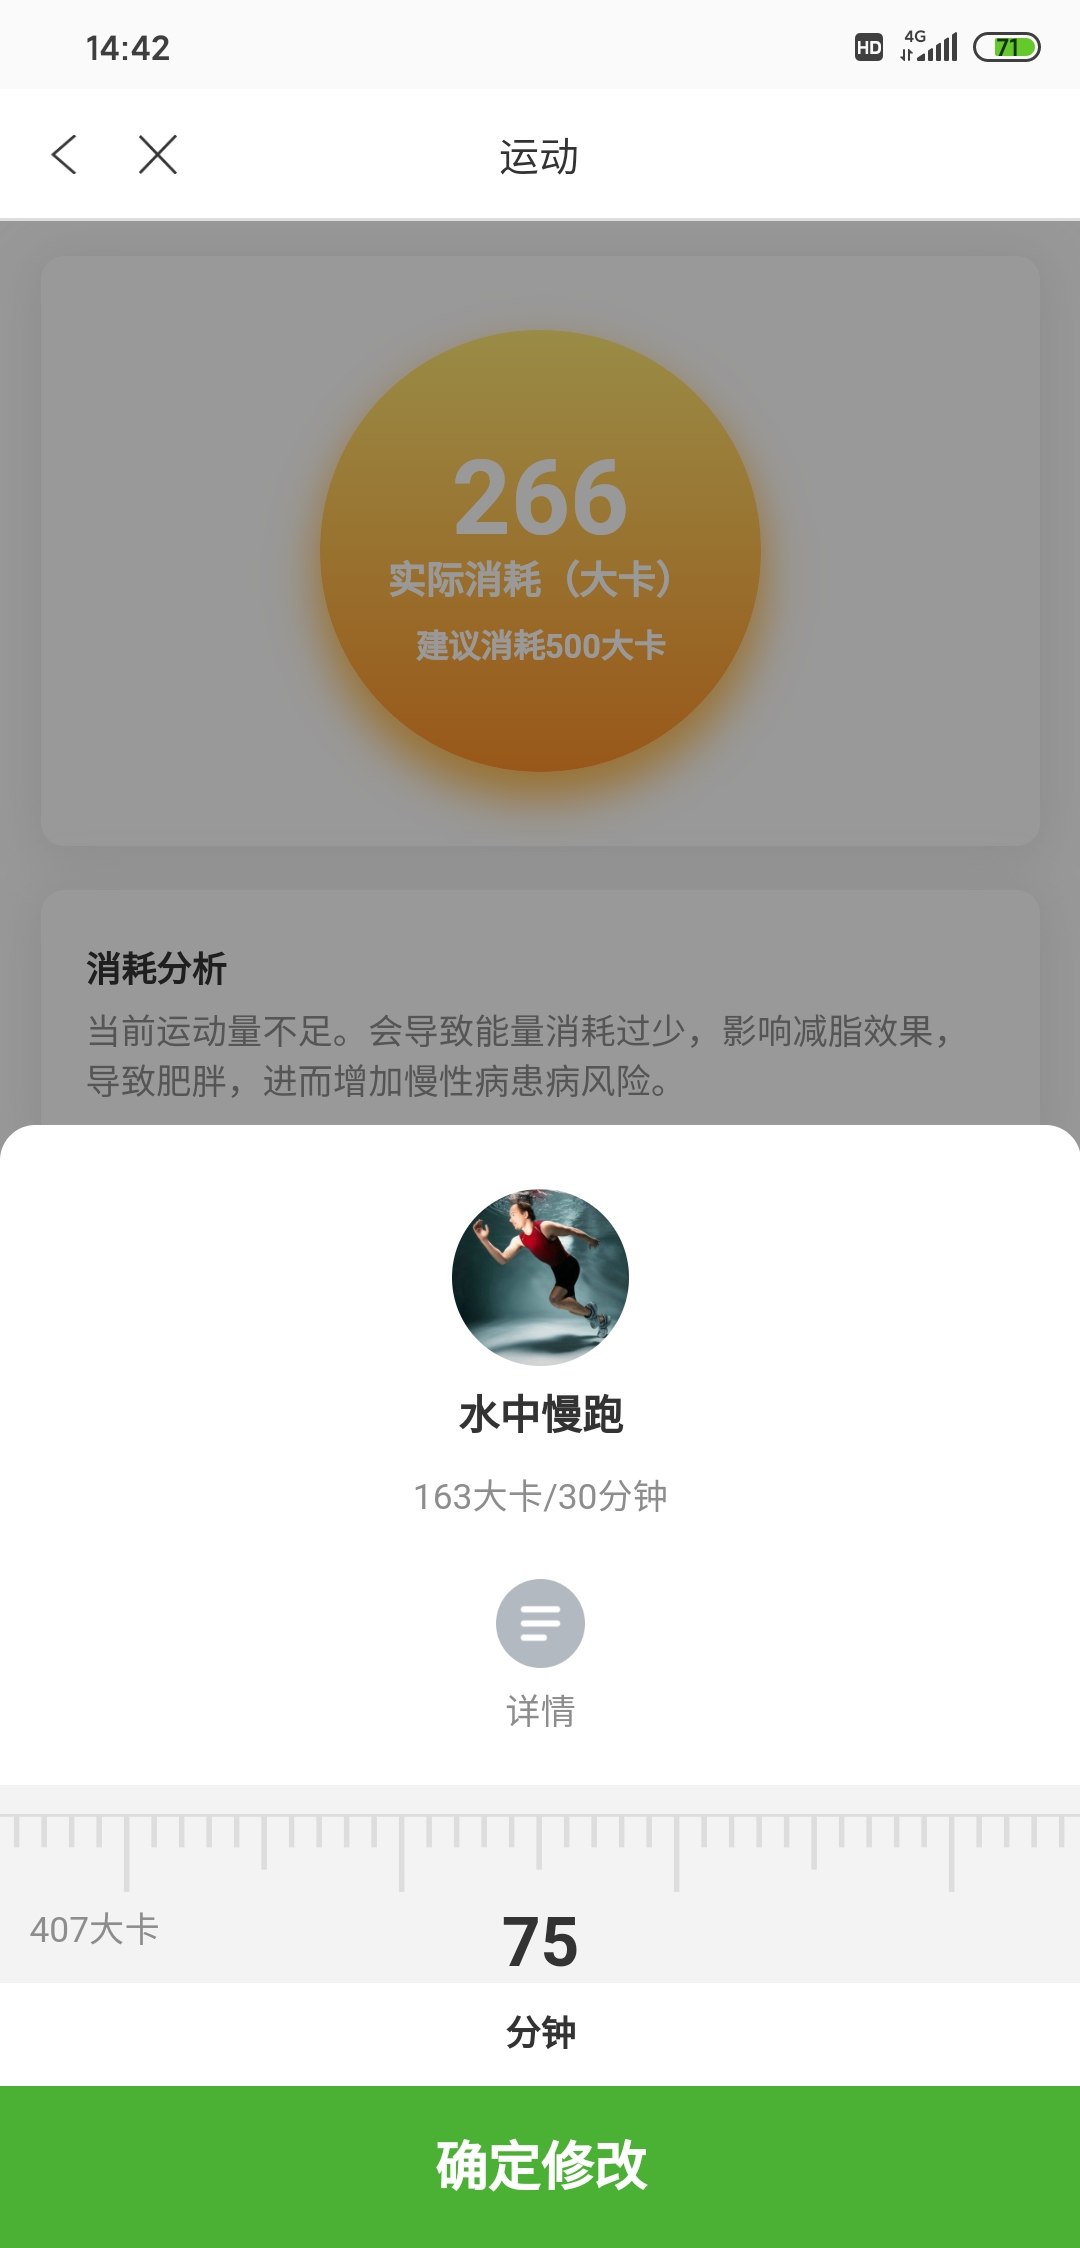 14:42
HD 4G 71
运动
266
实际消耗（大卡）
建议消耗500大卡
消耗分析
当前运动量不足。会导致能量消耗过少，影响减脂效果，
导致肥胖，进而增加慢性病患病风险。
水中慢跑
163大卡/30分钟
详情
407大卡
75
分钟
确定修改